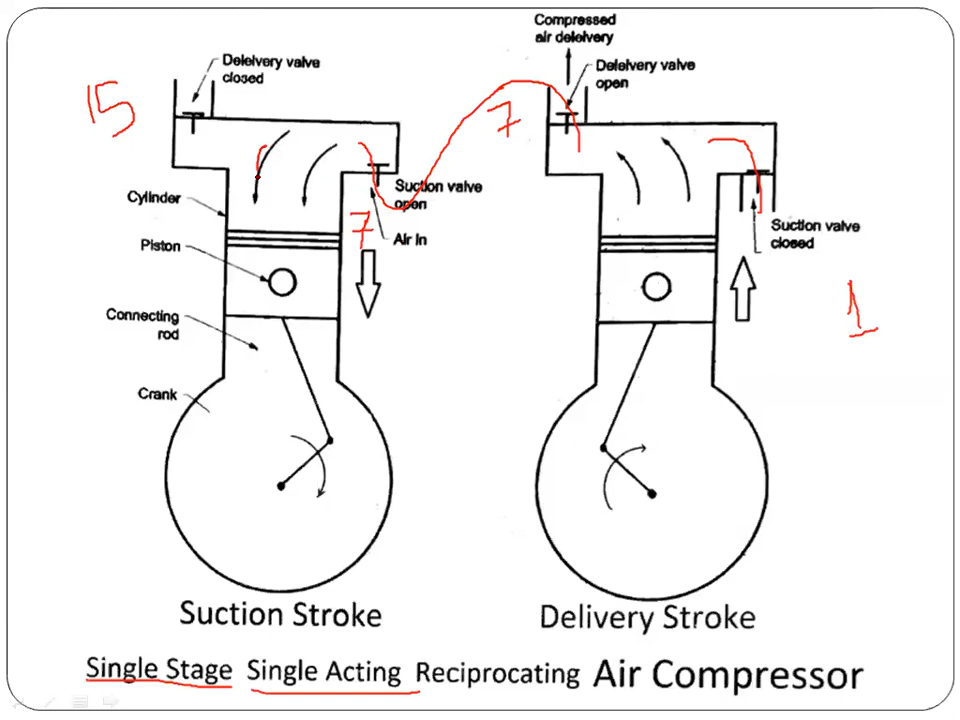 Compressed
air delelvery
Delelvery valve
closed
Delelvery valve
open
15
7
Cylinder
Suction valve
open
7
Air In
Piston
Suction valve
closed
1
Connecting
rod
Crank
Suction Stroke
Delivery Stroke
Single Stage Single Acting Reciprocating Air Compressor